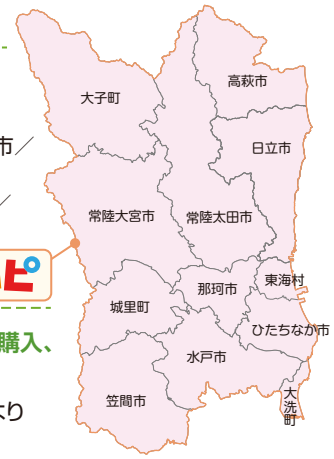 高萩市
大子町
日立市
市／
常陸大宮市
常陸太田市
／
ピ
那珂市
東海村
城里町
ひたちなか市
購入、
水戸市
笠間市
大洗町
より